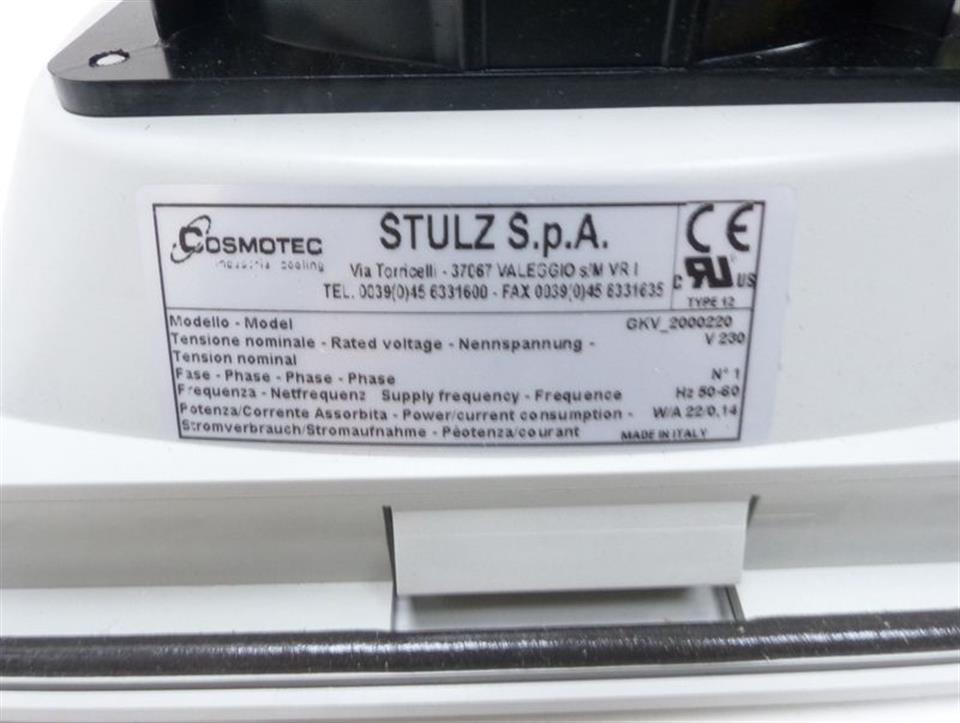 COSMOTEC
industrial cooling
STULZ S.p.A.
Via Torricelli - 37067 VALEGGIO s/M VR I
TEL. 0039(0)45 6331600 - FAX 0039(0)45 6331635
CE
C RU US
TYPE 12
Modello - Model GKV_2000220
Tensione nominale - Rated voltage - Nennspannung - V 230
Tension nominal
Fase - Phase - Phase - Phase N° 1
Frequenza - Netfrequenz Supply frequency - Frequence Hz 50-60
Potenza/Corrente Assorbita - Power/current consumption - W/A 22/0,14
Stromverbrauch/Stromaufnahme - Péotenza/courant MADE IN ITALY